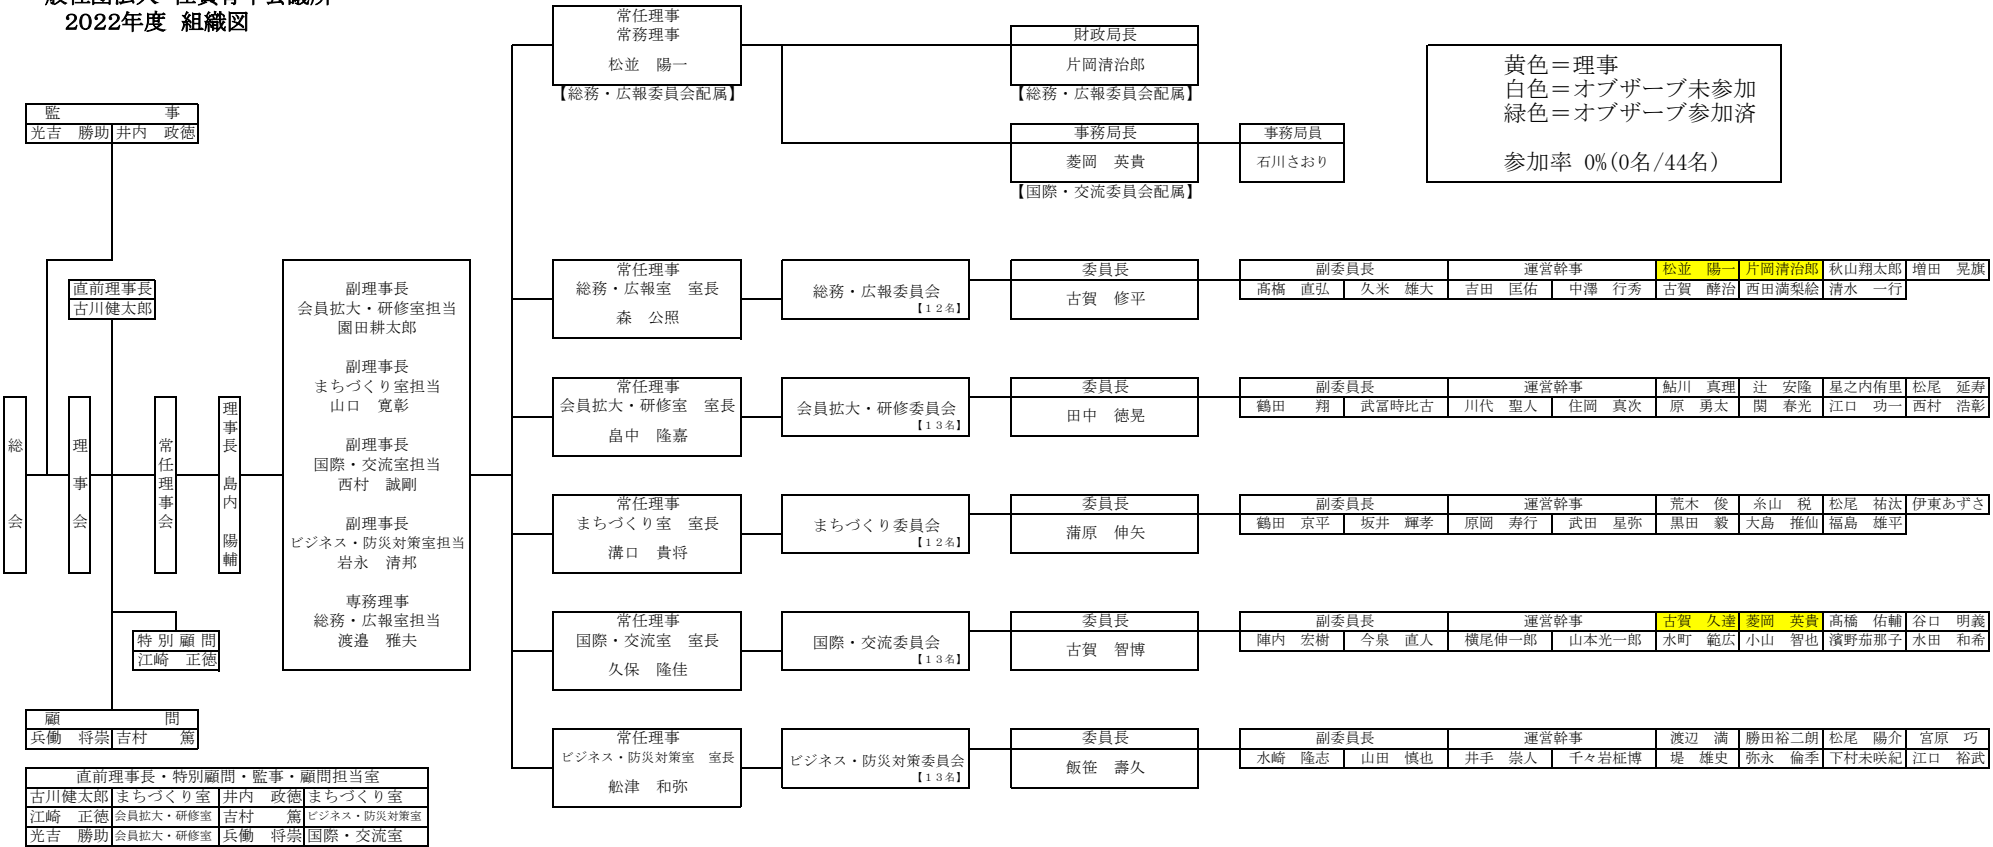 2022年度 組織図
監 事
光吉 勝助 井内 政徳
直前理事長
古川健太郎
総会
理事会
常任理事会
理事長 島内 陽輔
特別顧問
江崎 正徳
顧 問
兵働 将崇 吉村 篤
直前理事長・特別顧問・監事・顧問担当室
古川健太郎 まちづくり室 井内 政徳 まちづくり室
江崎 正徳 会員拡大・研修室 吉村 篤 ビジネス・防災対策室
光吉 勝助 会員拡大・研修室 兵働 将崇 国際・交流室
副理事長
会員拡大・研修室担当
園田耕太郎
副理事長
まちづくり室担当
山口 寛彰
副理事長
国際・交流室担当
西村 誠剛
副理事長
ビジネス・防災対策室担当
岩永 清邦
専務理事
総務・広報室担当
渡邉 雅夫
常任理事
常務理事
松並 陽一
【総務・広報委員会配属】
財政局長
片岡清治郎
【総務・広報委員会配属】
事務局長
菱岡 英貴
【国際・交流委員会配属】
事務局員
石川さおり
黄色＝理事
白色＝オブザーブ未参加
緑色＝オブザーブ参加済
参加率 0%(0名/44名)
常任理事
総務・広報室 室長
森 公照
総務・広報委員会
【12名】
委員長
古賀 修平
副委員長 運営幹事 松並 陽一 片岡清治郎 秋山翔太郎 増田 晃旗
髙橋 直弘 久米 雄大 吉田 匡佑 中澤 行秀 古賀 酵治 西田満梨絵 清水 一行
常任理事
会員拡大・研修室 室長
畠中 隆嘉
会員拡大・研修委員会
【13名】
委員長
田中 徳晃
副委員長 運営幹事 鮎川 真理 辻 安隆 星之内侑里 松尾 延寿
鶴田 翔 武富時比古 川代 聖人 住岡 真次 原 勇太 関 春光 江口 功一 西村 浩彰
常任理事
まちづくり室 室長
溝口 貴将
まちづくり委員会
【12名】
委員長
蒲原 伸矢
副委員長 運営幹事 荒木 俊 糸山 税 松尾 祐汰 伊東あずさ
鶴田 京平 坂井 輝孝 原岡 寿行 武田 星弥 黒田 毅 大島 推仙 福島 雄平
常任理事
国際・交流室 室長
久保 隆佳
国際・交流委員会
【13名】
委員長
古賀 智博
副委員長 運営幹事 古賀 久達 菱岡 英貴 髙橋 佑輔 谷口 明義
陣内 宏樹 今泉 直人 横尾伸一郎 山本光一郎 水町 範広 小山 智也 濱野茄那子 水田 和希
常任理事
ビジネス・防災対策室 室長
舩津 和弥
ビジネス・防災対策委員会
【13名】
委員長
飯笹 壽久
副委員長 運営幹事 渡辺 満 勝田裕二朗 松尾 陽介 宮原 巧
水崎 隆志 山田 慎也 井手 崇人 千々岩柾博 堤 雄史 弥永 倫季 下村未咲紀 江口 裕武